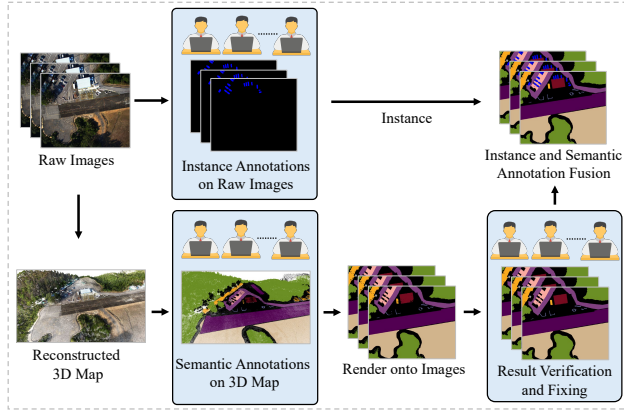 Raw Images
Instance Annotations
on Raw Images
Instance
Instance and Semantic
Annotation Fusion
Reconstructed
3D Map
Semantic Annotations
on 3D Map
Render onto Images
Result Verification
and Fixing